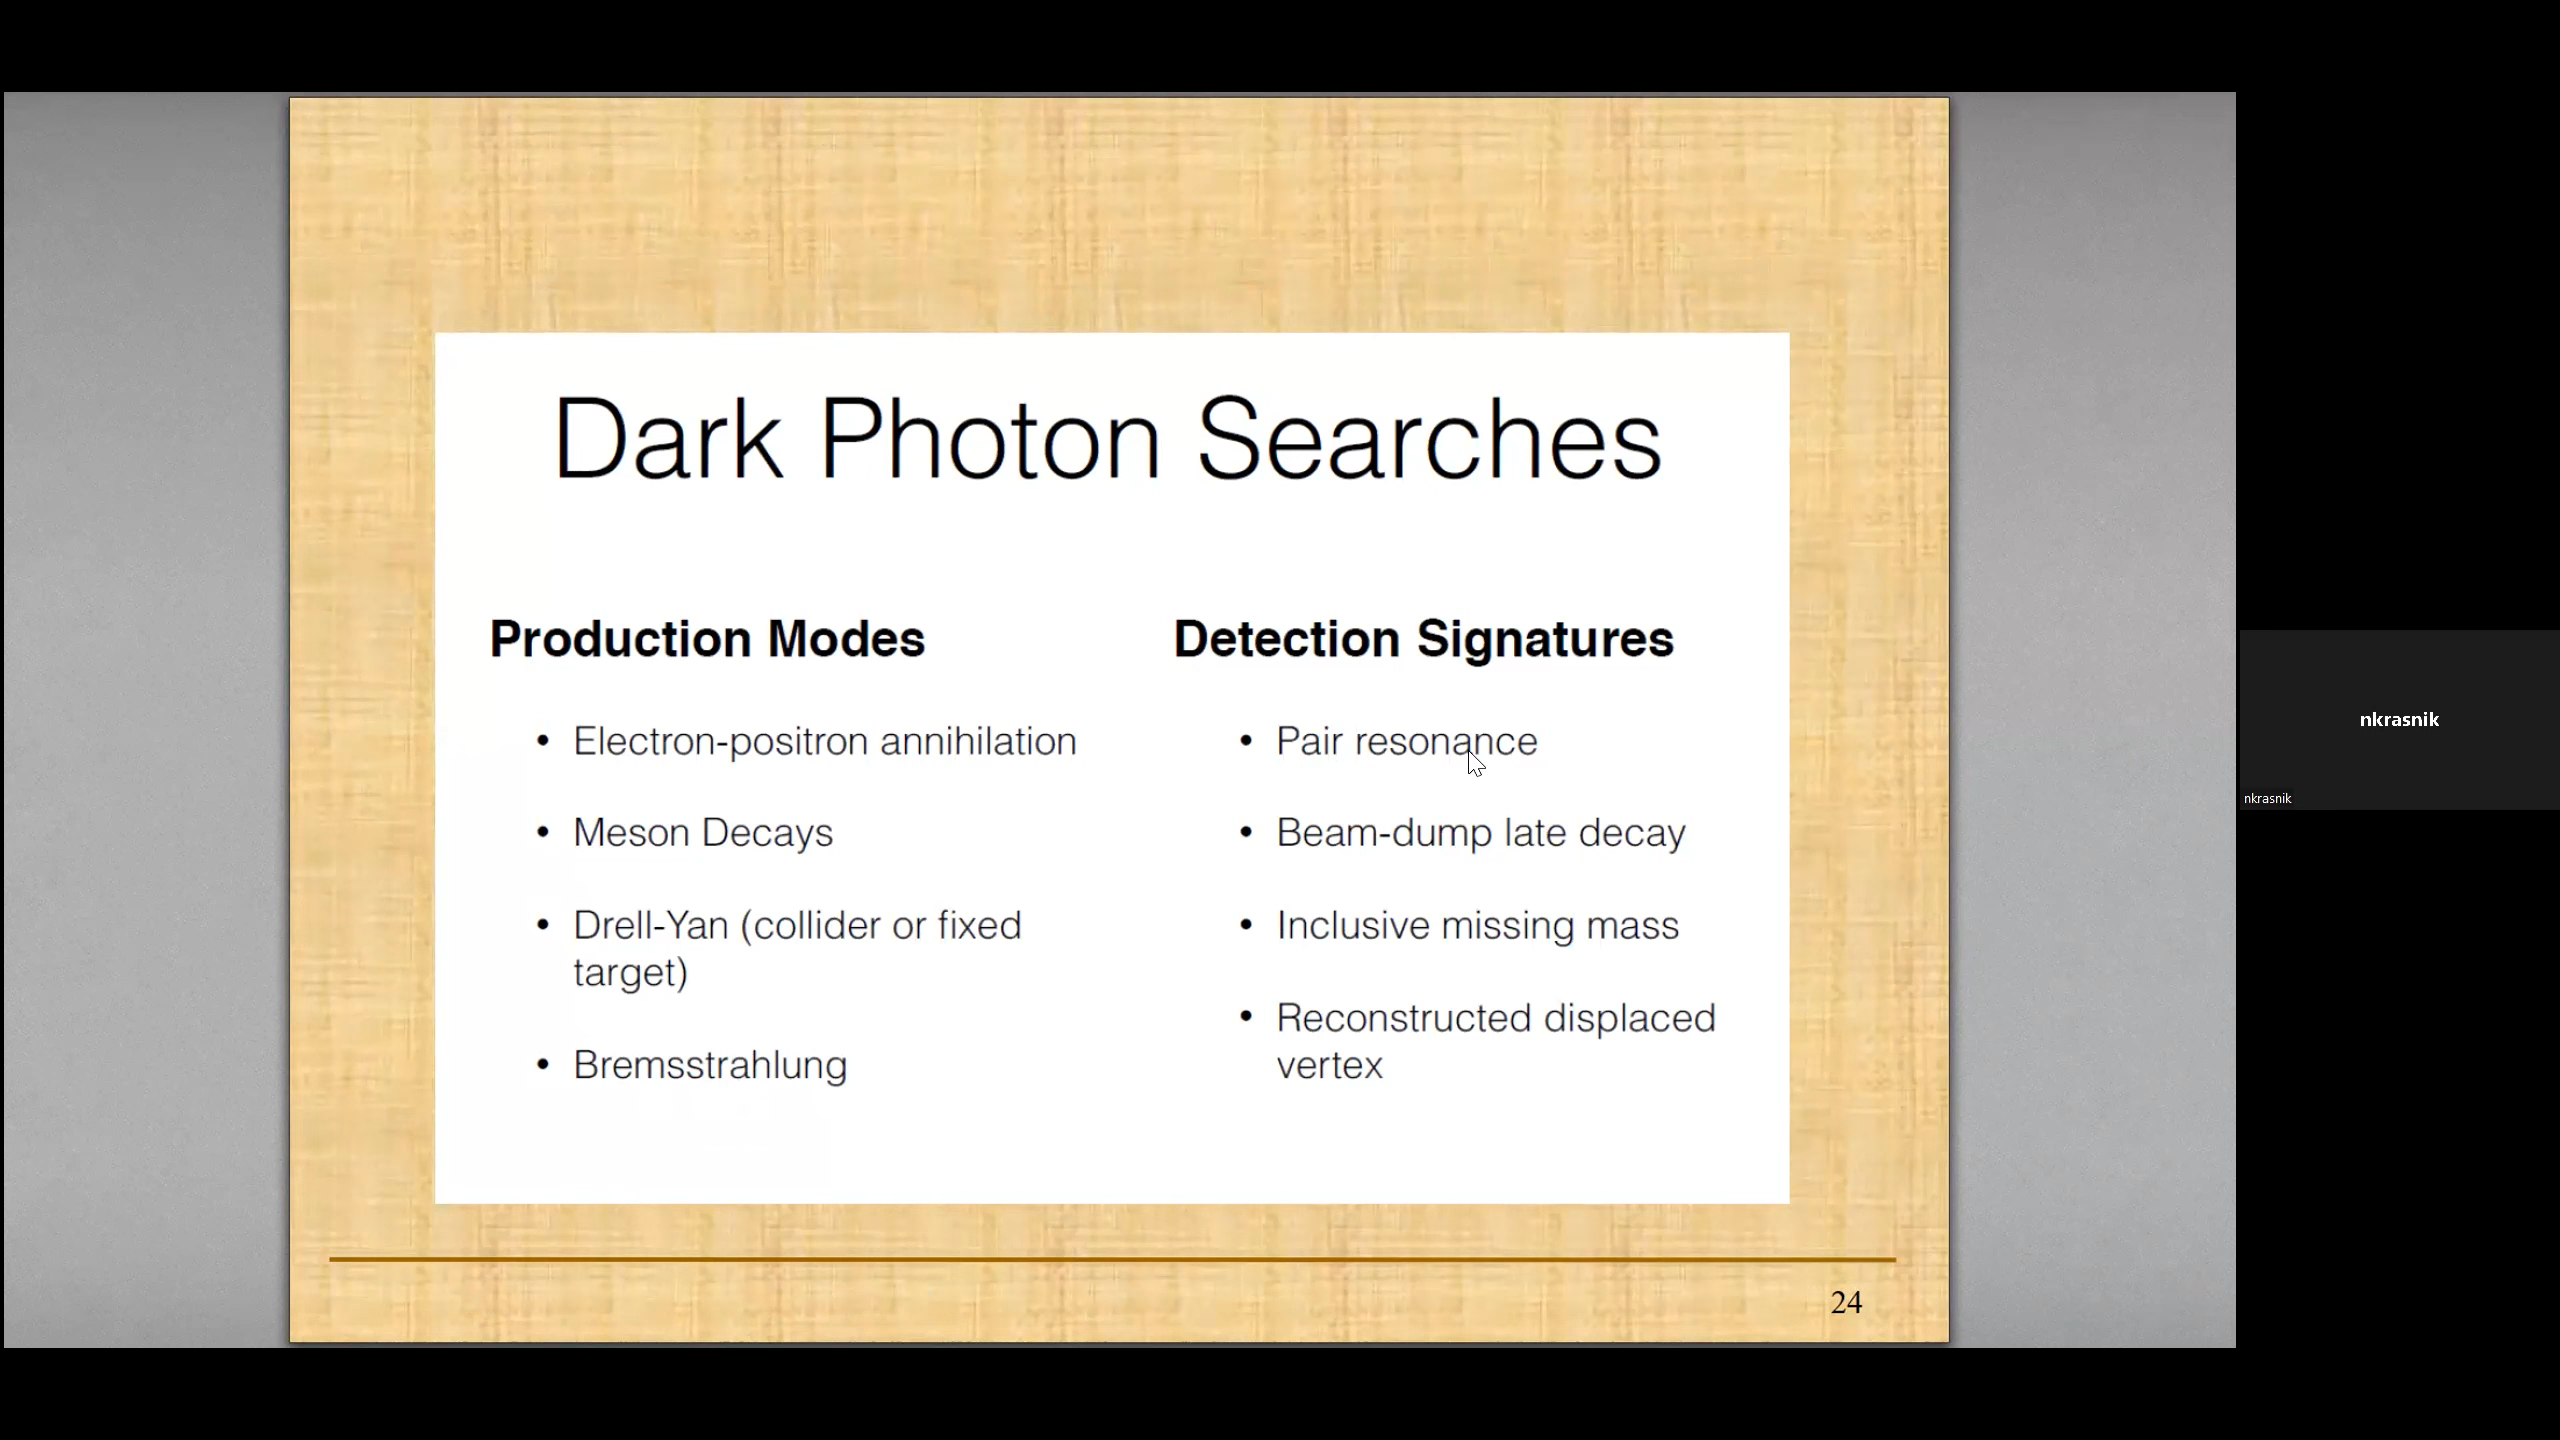 Dark Photon Searches
Production Modes
• Electron-positron annihilation
• Meson Decays
• Drell-Yan (collider or fixed
target)
• Bremsstrahlung
Detection Signatures
• Pair resonance
• Beam-dump late decay
• Inclusive missing mass
• Reconstructed displaced
vertex
24
nkrasnik
nkrasnik